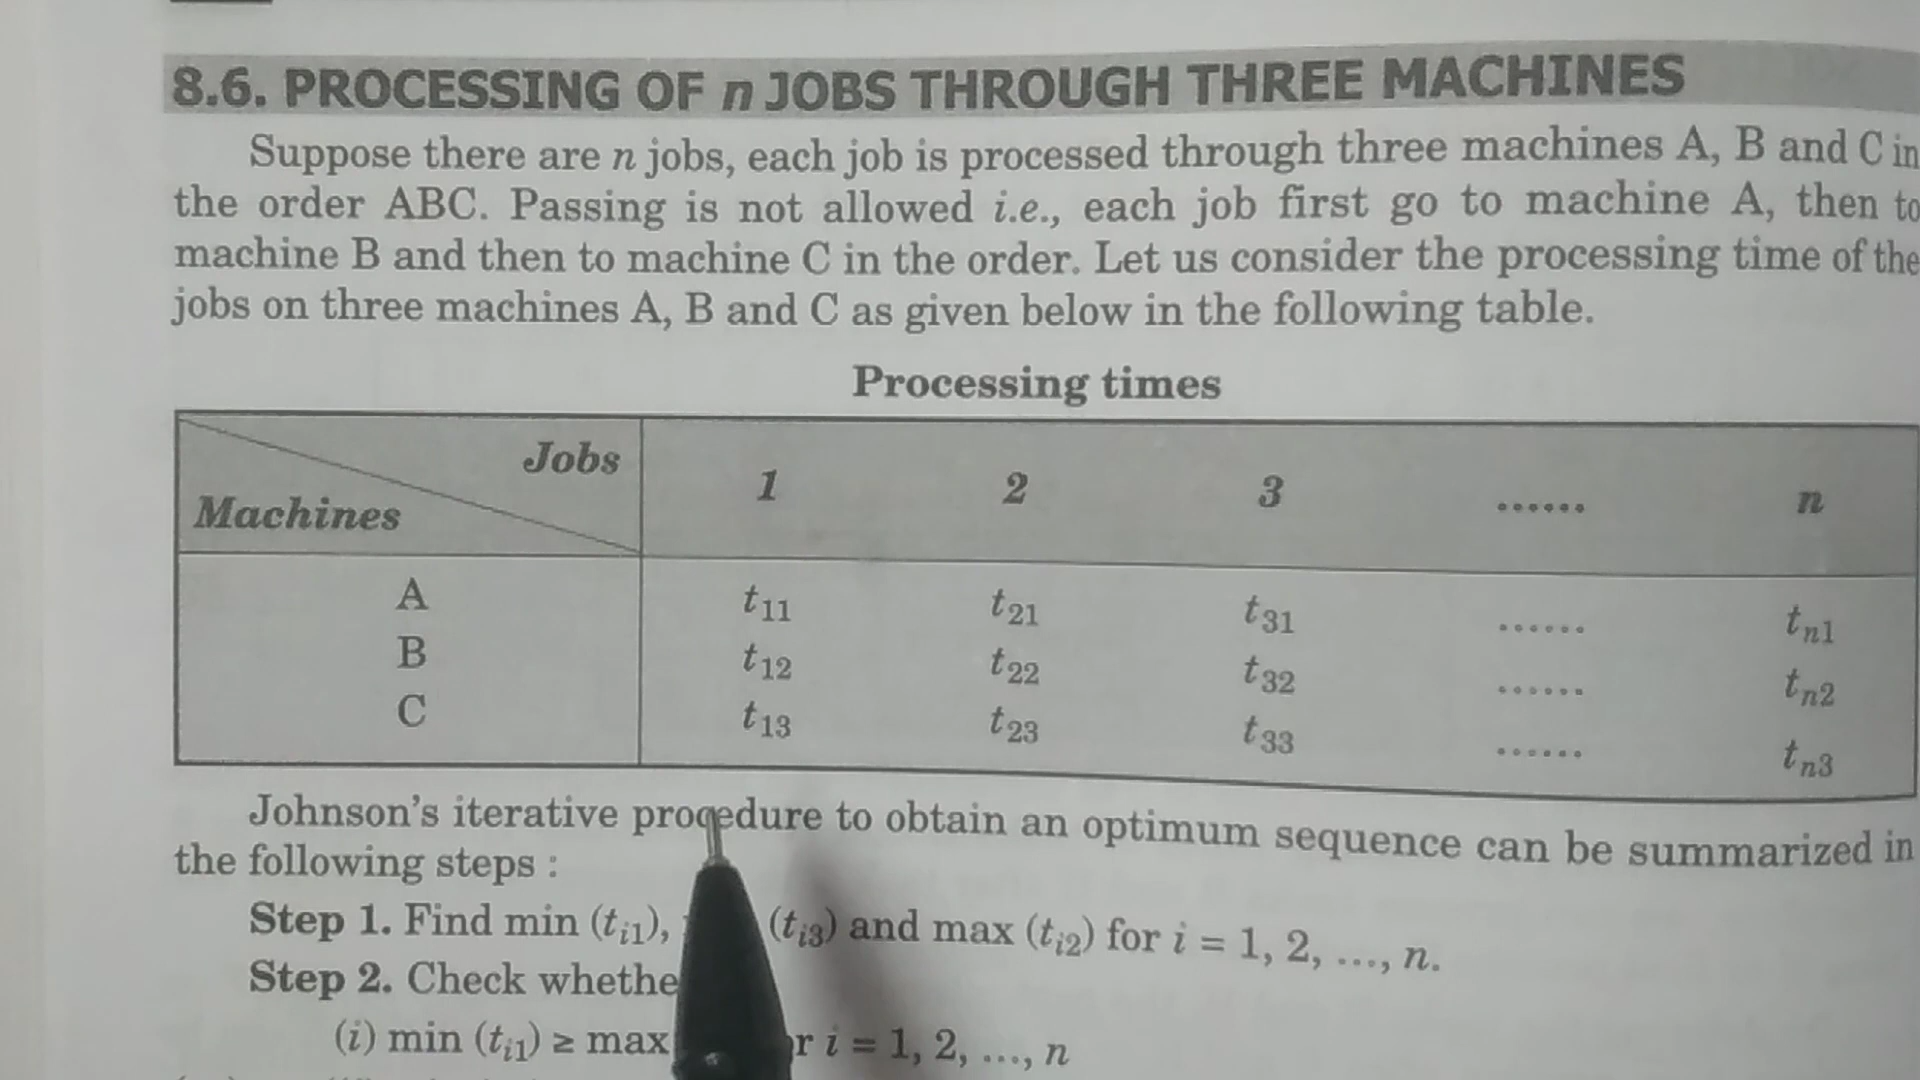 8.6. PROCESSING OF n JOBS THROUGH THREE MACHINES
Suppose there are n jobs, each job is processed through three machines A, B and C in
the order ABC. Passing is not allowed i.e., each job first go to machine A, then to
machine B and then to machine C in the order. Let us consider the processing time of the
jobs on three machines A, B and C as given below in the following table.
Processing times
Jobs
Machines 1 2 3 ...... n
A t11 t21 t31 ...... tn1
B t12 t22 t32 ...... tn2
C t13 t23 t33 ...... tn3
Johnson's iterative procedure to obtain an optimum sequence can be summarized in
the following steps :
Step 1. Find min (ti1), (ti3) and max (ti2) for i = 1, 2, ..., n.
Step 2. Check
(i) min (ti1) ≥ max i = 1, 2, ..., n